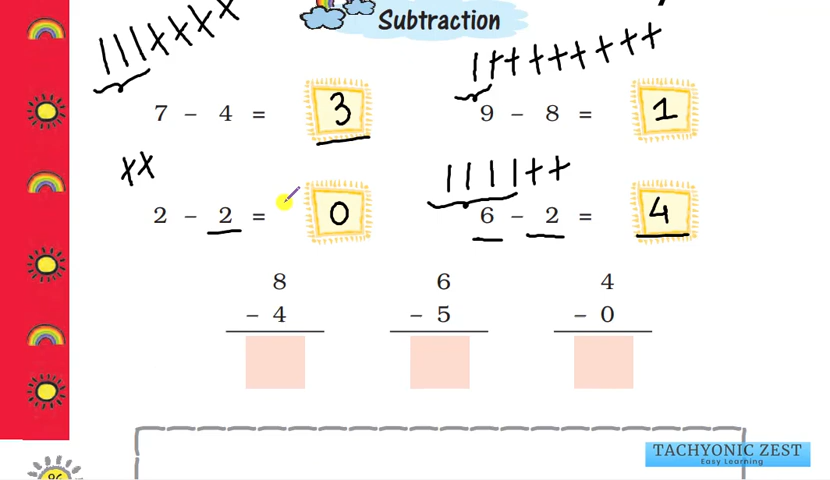 Subtraction
7 - 4 = 3
9 - 8 = 1
2 - 2 = 0
6 - 2 = 4
8
- 4
6
- 5
4
- 0
TACHYONIC ZEST
Easy Learning